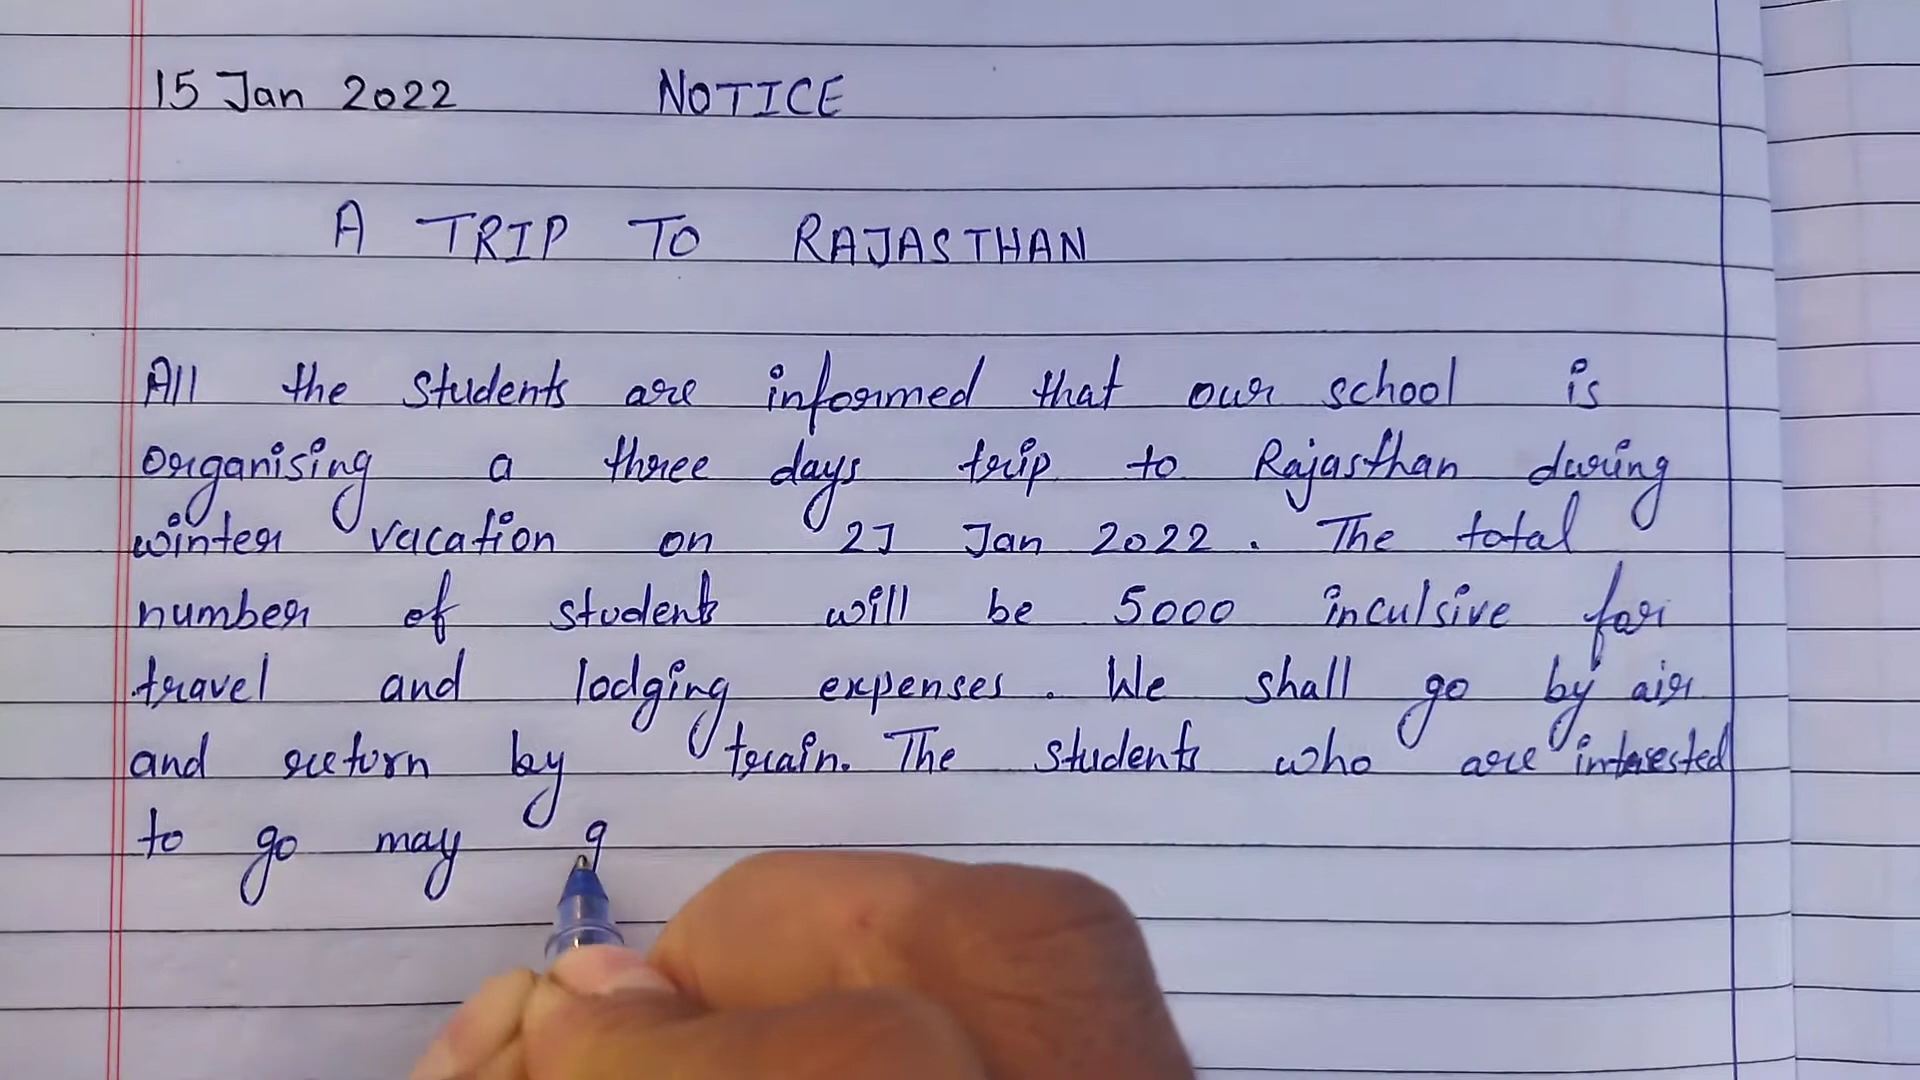 15 Jan 2022 NOTICE
A TRIP TO RAJASTHAN
All the students are informed that our school is
organising a three days trip to Rajasthan during
winter vacation on 27 Jan 2022. The total
number of students will be 5000 inculsive for
travel and lodging expenses. We shall go by air
and return by train. The students who are interested
to go may g